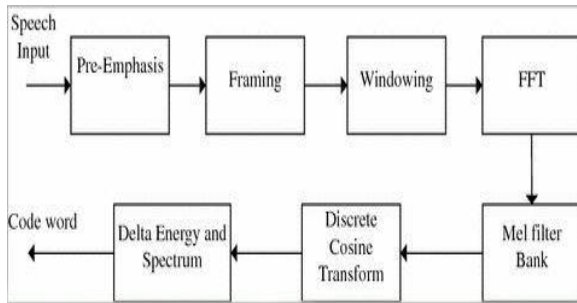 Speech
Input
Pre-Emphasis
Framing
Windowing
FFT
Mel filter
Bank
Discrete
Cosine
Transform
Delta Energy and
Spectrum
Code word